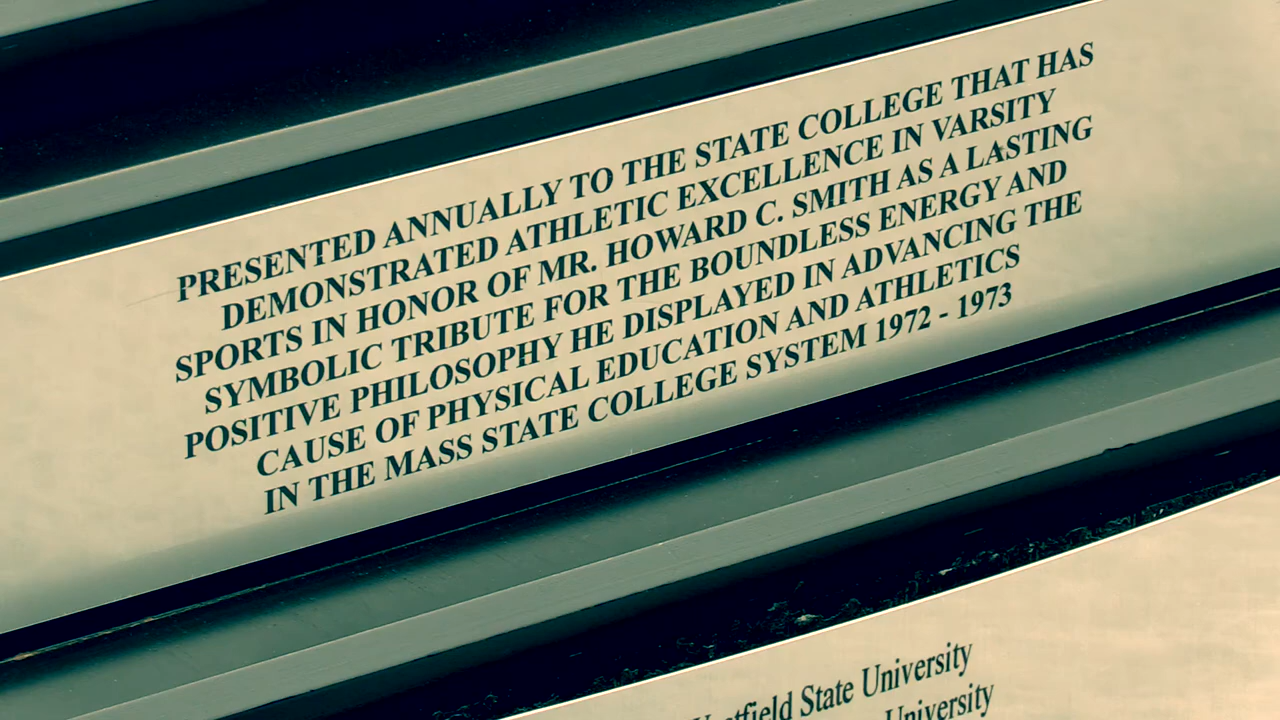 PRESENTED ANNUALLY TO THE STATE COLLEGE THAT HAS
DEMONSTRATED ATHLETIC EXCELLENCE IN VARSITY
SPORTS IN HONOR OF MR. HOWARD C. SMITH AS A LASTING
SYMBOLIC TRIBUTE FOR THE BOUNDLESS ENERGY AND
POSITIVE PHILOSOPHY HE DISPLAYED IN ADVANCING THE
CAUSE OF PHYSICAL EDUCATION AND ATHLETICS
IN THE MASS STATE COLLEGE SYSTEM 1972 - 1973
State University
University